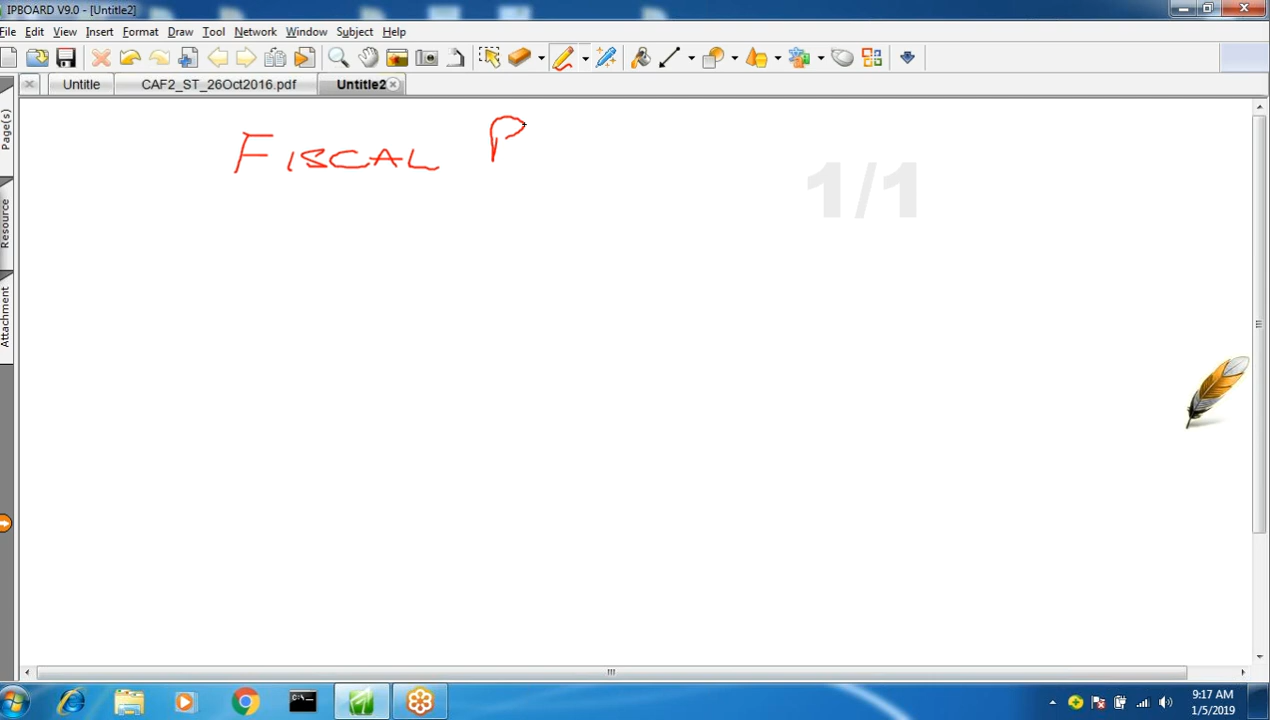 IPBOARD V9.0 - [Untitle2]
File Edit View Insert Format Draw Tool Network Window Subject Help
Untitle CAF2_ST_26Oct2016.pdf Untitle2
Page(s)
Resource
Attachment
FISCAL P
1/1
9:17 AM
1/5/2019